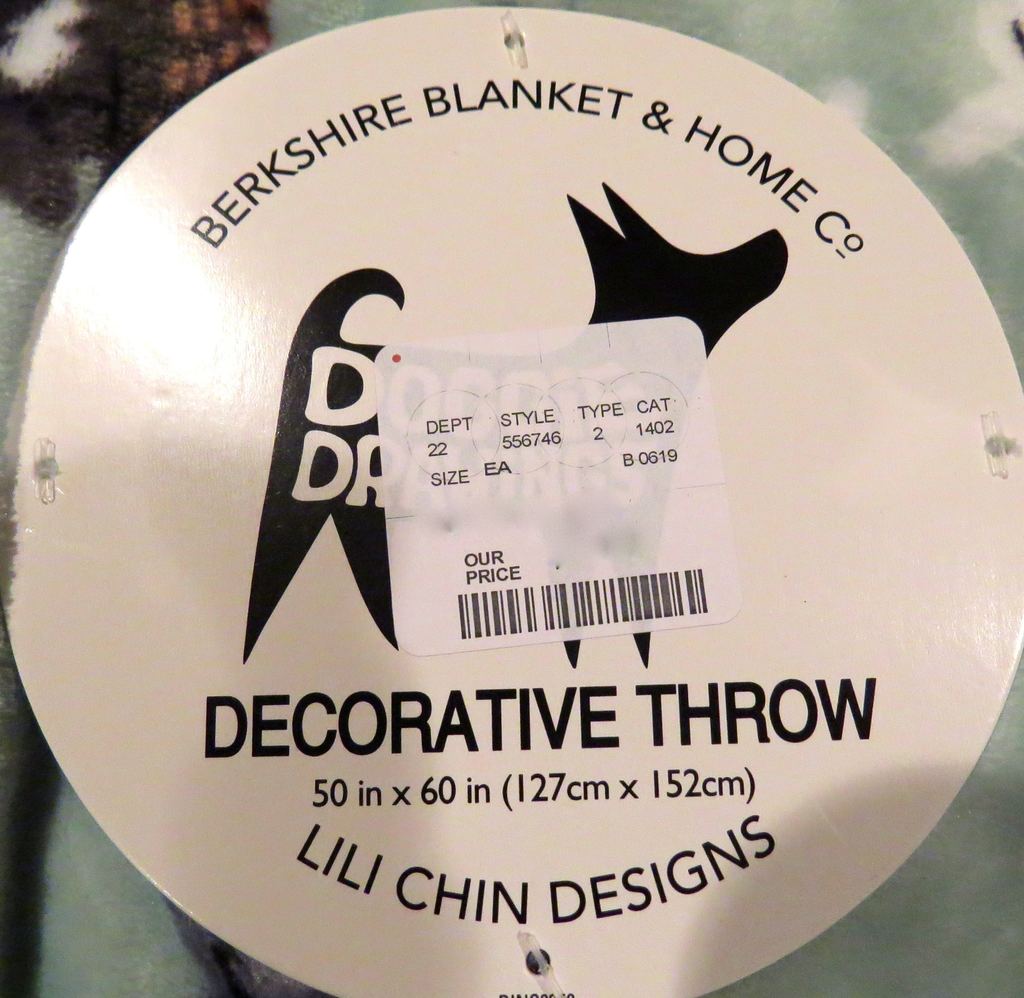 BERKSHIRE BLANKET & HOME Cº
DEPT STYLE TYPE CAT
22 556746 2 1402
SIZE EA B 0619
OUR
PRICE
DECORATIVE THROW
50 in x 60 in (127cm x 152cm)
LILI CHIN DESIGNS